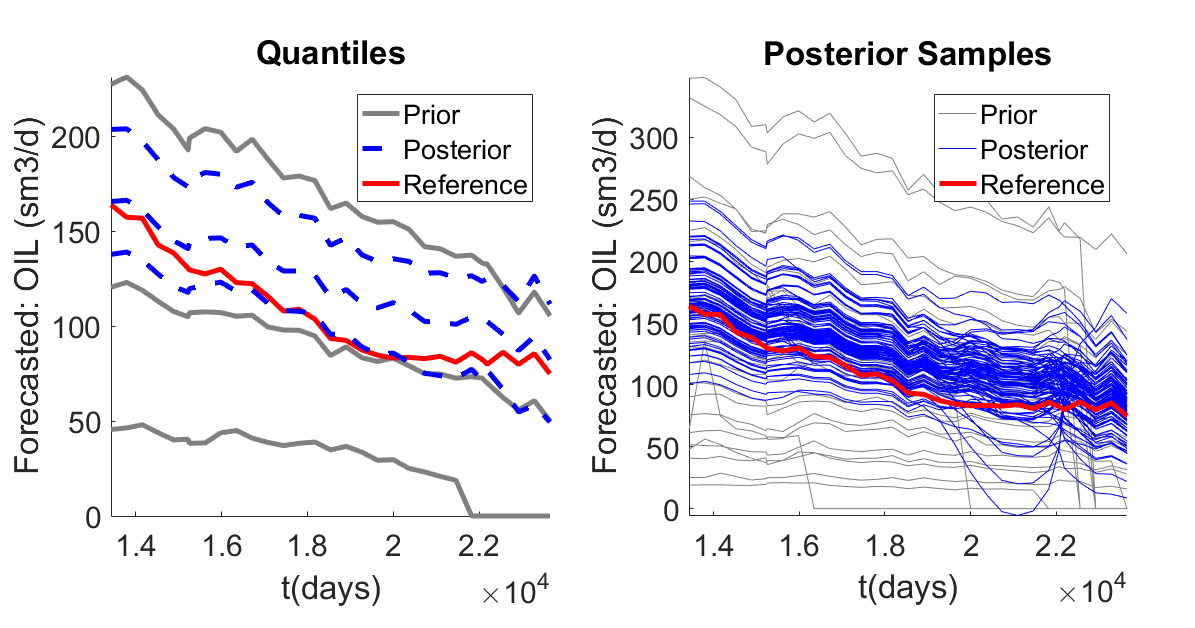 Quantiles
Forecasted: OIL (sm3/d)
200
150
100
50
0
Prior
Posterior
Reference
1.4
1.6
1.8
2
2.2
t(days)
×10^4
Posterior Samples
Forecasted: OIL (sm3/d)
300
250
200
150
100
50
0
Prior
Posterior
Reference
1.4
1.6
1.8
2
2.2
t(days)
×10^4